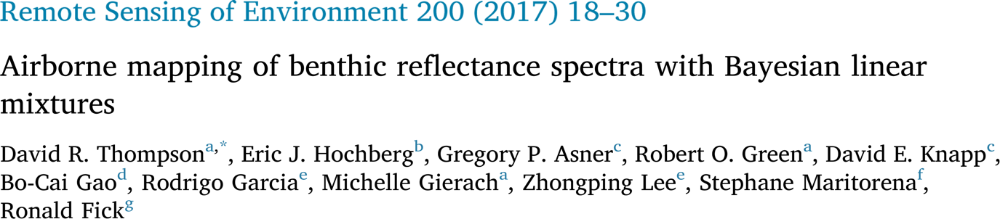 Remote Sensing of Environment 200 (2017) 18–30
Airborne mapping of benthic reflectance spectra with Bayesian linear
mixtures
David R. Thompsona,*, Eric J. Hochbergb, Gregory P. Asnerc, Robert O. Greena, David E. Knappc,
Bo-Cai Gaod, Rodrigo Garciae, Michelle Gieracha, Zhongping Leee, Stephane Maritorenaf,
Ronald Fickg